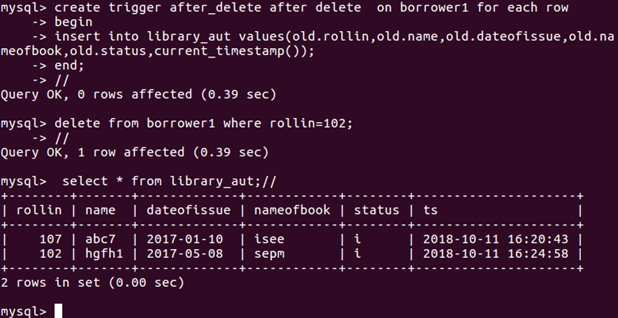 mysql> create trigger after_delete after delete  on borrower1 for each row
    -> begin
    -> insert into library_aut values(old.rollin,old.name,old.dateofissue,old.na
meofbook,old.status,current_timestamp());
    -> end;
    -> //
Query OK, 0 rows affected (0.39 sec)

mysql> delete from borrower1 where rollin=102;
    -> //
Query OK, 1 row affected (0.39 sec)

mysql>  select * from library_aut;//
+--------+-------+-------------+------------+--------+---------------------+
| rollin | name  | dateofissue | nameofbook | status | ts                  |
+--------+-------+-------------+------------+--------+---------------------+
|    107 | abc7  | 2017-01-10  | isee       | i      | 2018-10-11 16:20:43 |
|    102 | hgfh1 | 2017-05-08  | sepm       | i      | 2018-10-11 16:24:58 |
+--------+-------+-------------+------------+--------+---------------------+
2 rows in set (0.00 sec)

mysql>